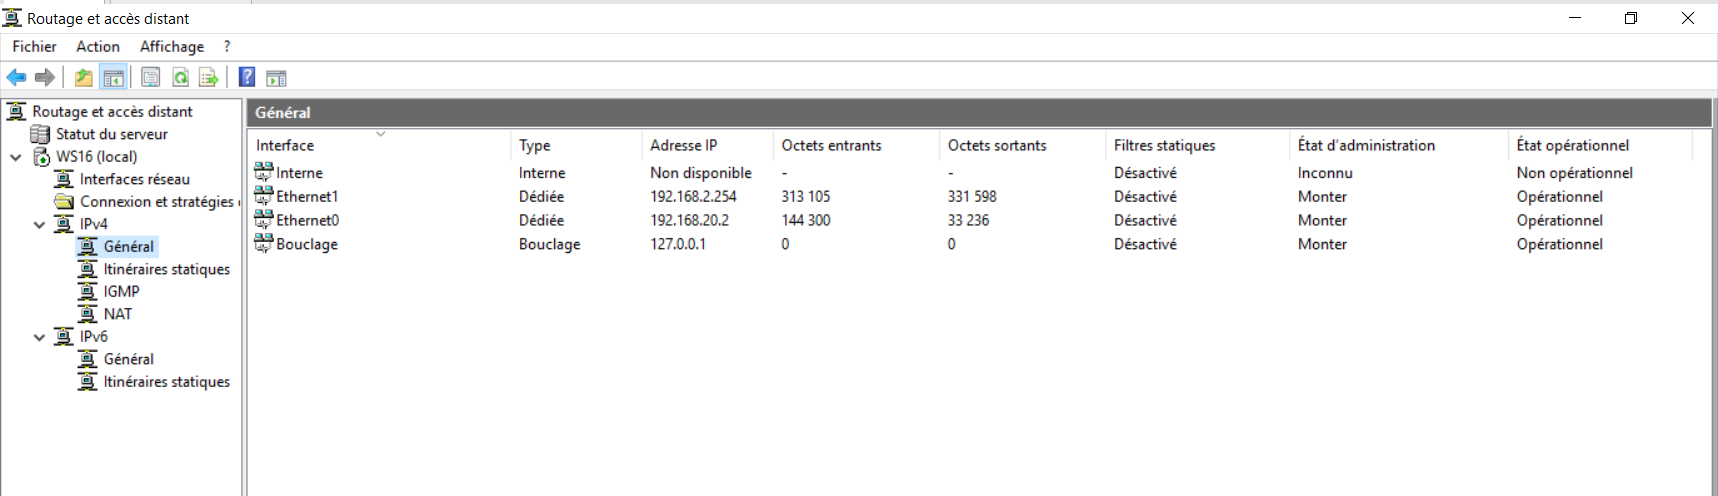 Routage et accès distant
Fichier Action Affichage ?
Routage et accès distant
Statut du serveur
WS16 (local)
Interfaces réseau
Connexion et stratégies
IPv4
Général
Itinéraires statiques
IGMP
NAT
IPv6
Général
Itinéraires statiques
Général
Interface Type Adresse IP Octets entrants Octets sortants Filtres statiques État d'administration État opérationnel
Interne Interne Non disponible - - Désactivé Inconnu Non opérationnel
Ethernet1 Dédiée 192.168.2.254 313 105 331 598 Désactivé Monter Opérationnel
Ethernet0 Dédiée 192.168.20.2 144 300 33 236 Désactivé Monter Opérationnel
Bouclage Bouclage 127.0.0.1 0 0 Désactivé Monter Opérationnel